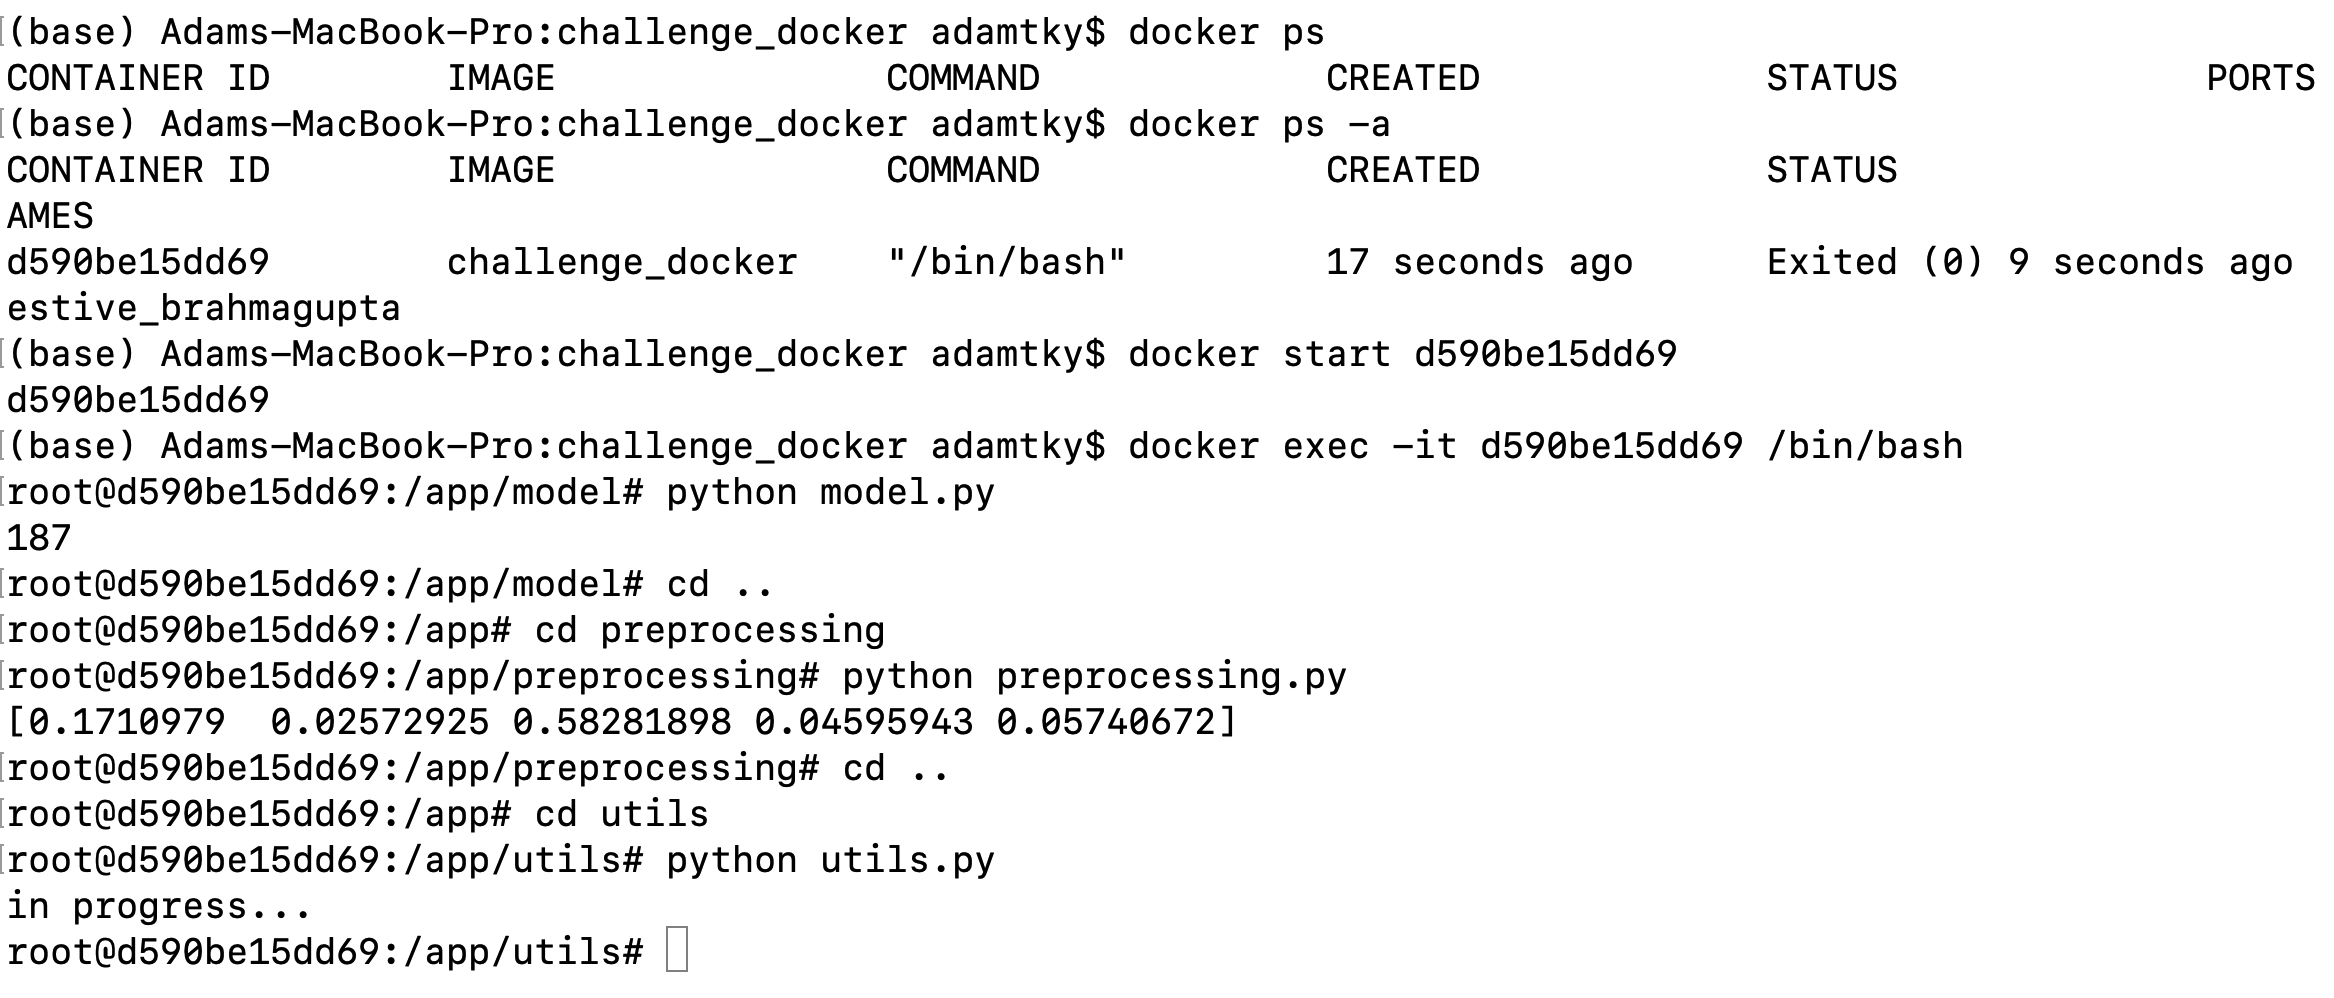 (base) Adams-MacBook-Pro:challenge_docker adamtky$ docker ps
CONTAINER ID        IMAGE               COMMAND             CREATED             STATUS              PORTS
(base) Adams-MacBook-Pro:challenge_docker adamtky$ docker ps -a
CONTAINER ID        IMAGE               COMMAND             CREATED             STATUS
AMES
d590be15dd69        challenge_docker    "/bin/bash"         17 seconds ago      Exited (0) 9 seconds ago
estive_brahmagupta
(base) Adams-MacBook-Pro:challenge_docker adamtky$ docker start d590be15dd69
d590be15dd69
(base) Adams-MacBook-Pro:challenge_docker adamtky$ docker exec -it d590be15dd69 /bin/bash
root@d590be15dd69:/app/model# python model.py
187
root@d590be15dd69:/app/model# cd ..
root@d590be15dd69:/app# cd preprocessing
root@d590be15dd69:/app/preprocessing# python preprocessing.py
[0.1710979  0.02572925 0.58281898 0.04595943 0.05740672]
root@d590be15dd69:/app/preprocessing# cd ..
root@d590be15dd69:/app# cd utils
root@d590be15dd69:/app/utils# python utils.py
in progress...
root@d590be15dd69:/app/utils#